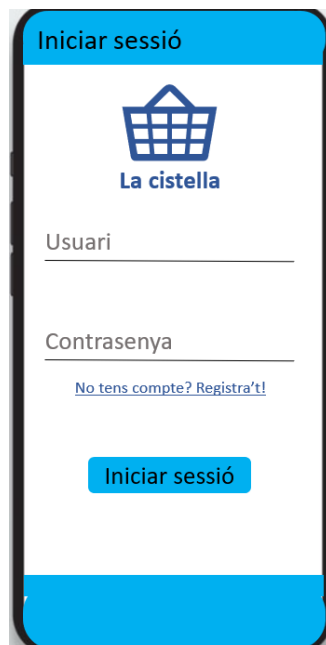 Iniciar sessió
La cistella
Usuari
Contrasenya
No tens compte? Registra’t!
Iniciar sessió